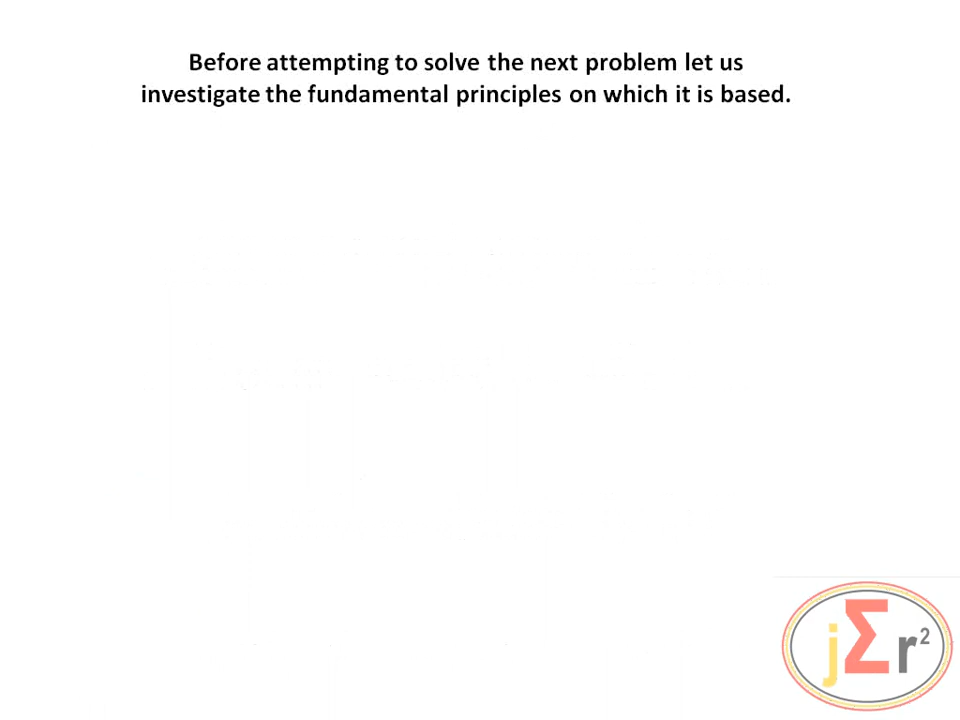 Before attempting to solve the next problem let us
investigate the fundamental principles on which it is based.
jΣr²